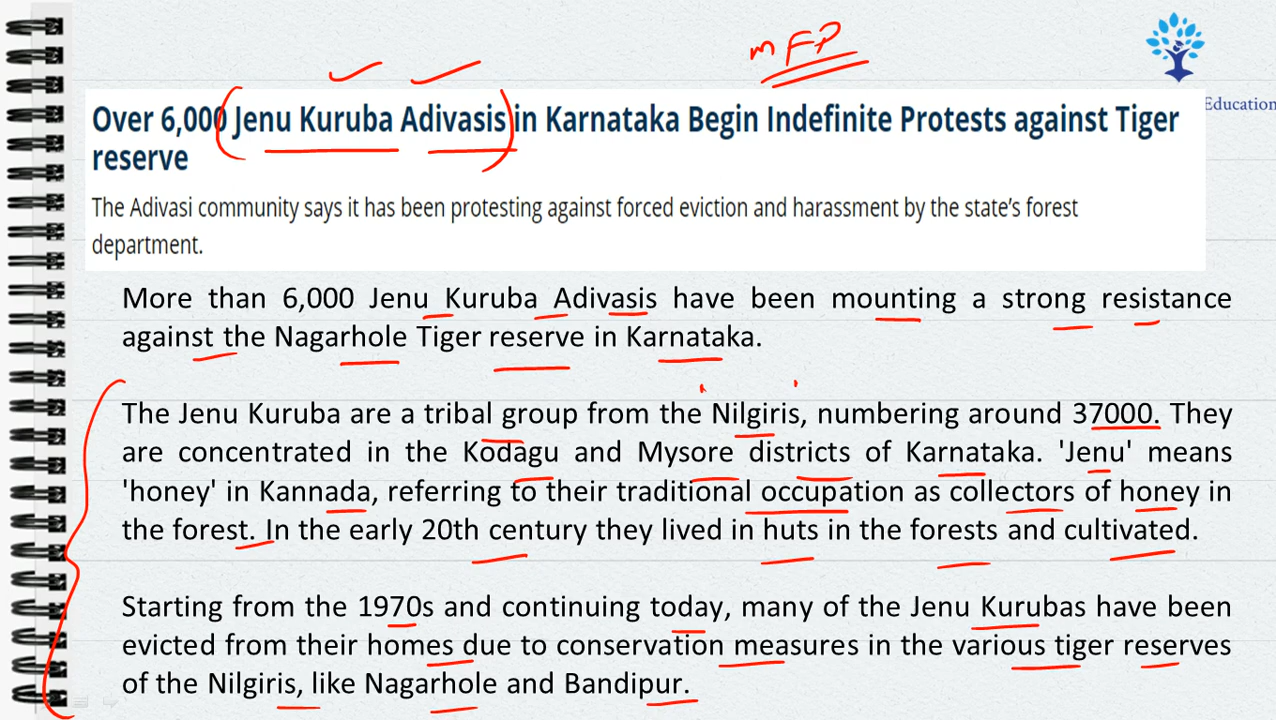 mFP
Education
Over 6,000 Jenu Kuruba Adivasis in Karnataka Begin Indefinite Protests against Tiger
reserve
The Adivasi community says it has been protesting against forced eviction and harassment by the state's forest
department.
More than 6,000 Jenu Kuruba Adivasis have been mounting a strong resistance
against the Nagarhole Tiger reserve in Karnataka.
The Jenu Kuruba are a tribal group from the Nilgiris, numbering around 37000. They
are concentrated in the Kodagu and Mysore districts of Karnataka. 'Jenu' means
'honey' in Kannada, referring to their traditional occupation as collectors of honey in
the forest. In the early 20th century they lived in huts in the forests and cultivated.
Starting from the 1970s and continuing today, many of the Jenu Kurubas have been
evicted from their homes due to conservation measures in the various tiger reserves
of the Nilgiris, like Nagarhole and Bandipur.